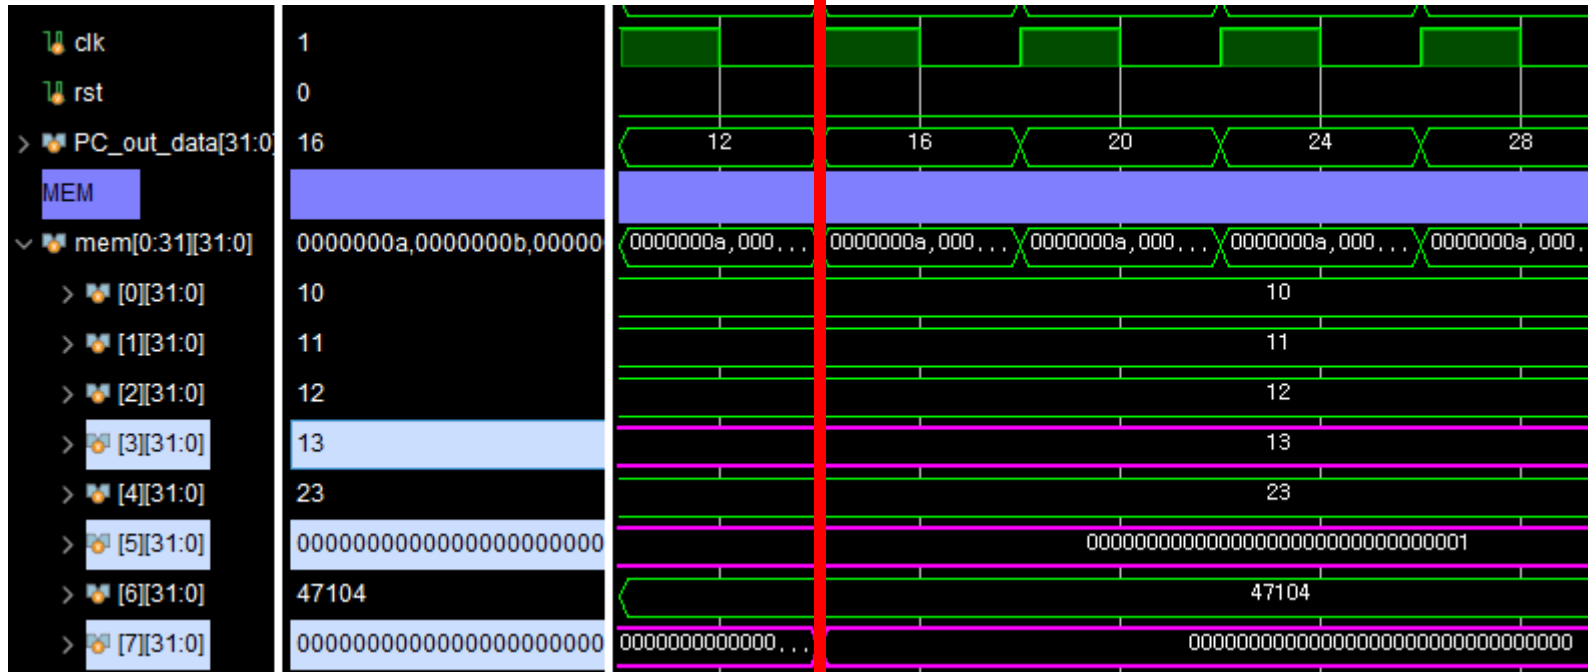 clk 1
rst 0
PC_out_data[31:0] 16 12 16 20 24 28
MEM
mem[0:31][31:0] 0000000a,0000000b,00000 0000000a,000... 0000000a,000... 0000000a,000... 0000000a,000... 0000000a,000.
[0][31:0] 10 10
[1][31:0] 11 11
[2][31:0] 12 12
[3][31:0] 13 13
[4][31:0] 23 23
[5][31:0] 00000000000000000000000 00000000000000000000000000000001
[6][31:0] 47104 47104
[7][31:0] 00000000000000000000000 0000000000000... 00000000000000000000000000000000